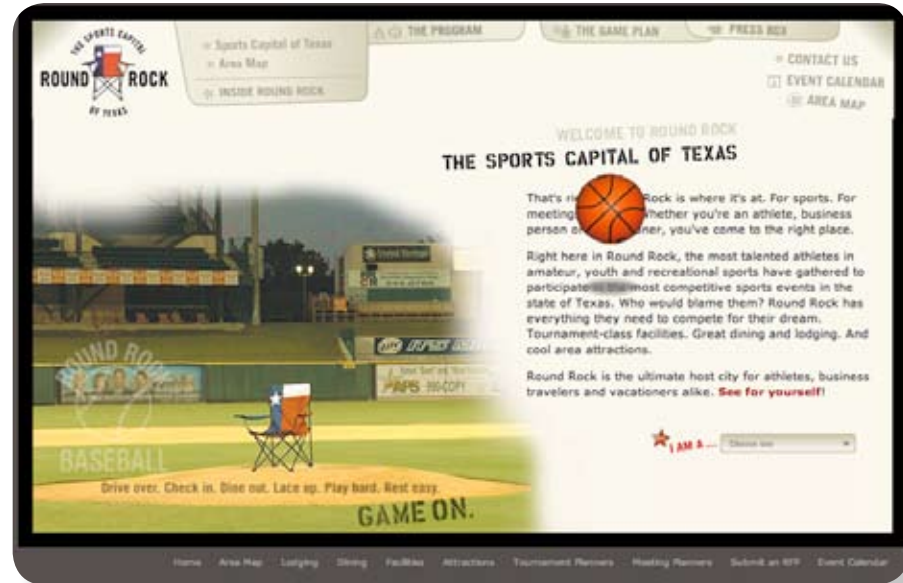 THE SPORTS CAPITAL
ROUND ROCK
OF TEXAS
Sports Capital of Texas
Area Map
INSIDE ROUND ROCK
THE PROGRAM
THE GAME PLAN
PRESS BOX
CONTACT US
EVENT CALENDAR
AREA MAP
WELCOME TO ROUND ROCK
THE SPORTS CAPITAL OF TEXAS
That's Rock is where it's at. For sports. For
meeting Whether you're an athlete, business
person you've come to the right place.
Right here in Round Rock, the most talented athletes in
amateur, youth and recreational sports have gathered to
participate most competitive sports events in the
state of Texas. Who would blame them? Round Rock has
everything they need to compete for their dream.
Tournament-class facilities. Great dining and lodging. And
cool area attractions.
Round Rock is the ultimate host city for athletes, business
travelers and vacationers alike. See for yourself!
I AM A ...
Choose one
ROUND ROCK
BASEBALL
Drive over. Check in. Dine out. Lace up. Play hard. Rest easy.
GAME ON.
Home Area Map Lodging Dining Facilities Attractions Tournament Planners Meeting Planners Submit an RFP Event Calendar